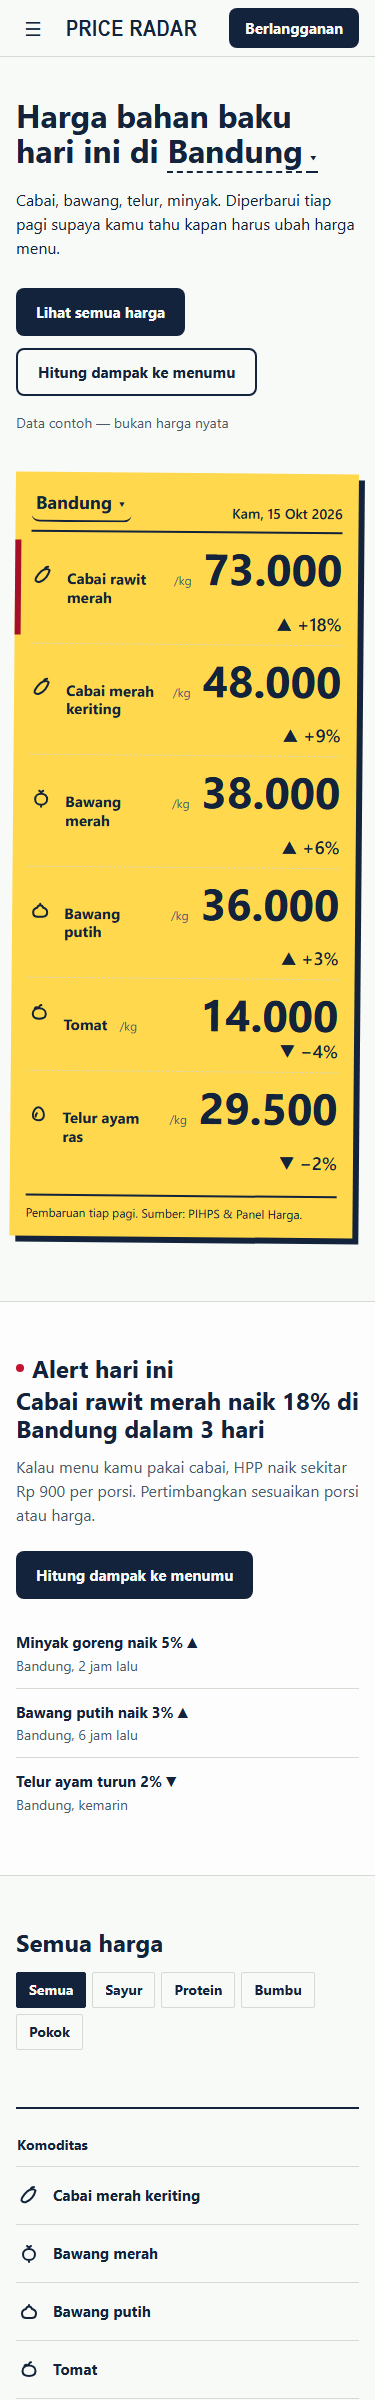 ☰ PRICE RADAR Berlangganan
Harga bahan baku
hari ini di Bandung ▾
Cabai, bawang, telur, minyak. Diperbarui tiap
pagi supaya kamu tahu kapan harus ubah harga
menu.
Lihat semua harga
Hitung dampak ke menumu
Data contoh — bukan harga nyata
Bandung ▾ Kam, 15 Okt 2026
Cabai rawit /kg 73.000
merah
▲ +18%
Cabai merah /kg 48.000
keriting
▲ +9%
Bawang /kg 38.000
merah
▲ +6%
Bawang /kg 36.000
putih
▲ +3%
Tomat /kg 14.000
▼ −4%
Telur ayam /kg 29.500
ras
▼ −2%
Pembaruan tiap pagi. Sumber: PIHPS & Panel Harga.
Alert hari ini
Cabai rawit merah naik 18% di
Bandung dalam 3 hari
Kalau menu kamu pakai cabai, HPP naik sekitar
Rp 900 per porsi. Pertimbangkan sesuaikan porsi
atau harga.
Hitung dampak ke menumu
Minyak goreng naik 5% ▲
Bandung, 2 jam lalu
Bawang putih naik 3% ▲
Bandung, 6 jam lalu
Telur ayam turun 2% ▼
Bandung, kemarin
Semua harga
Semua Sayur Protein Bumbu
Pokok
Komoditas
Cabai merah keriting
Bawang merah
Bawang putih
Tomat